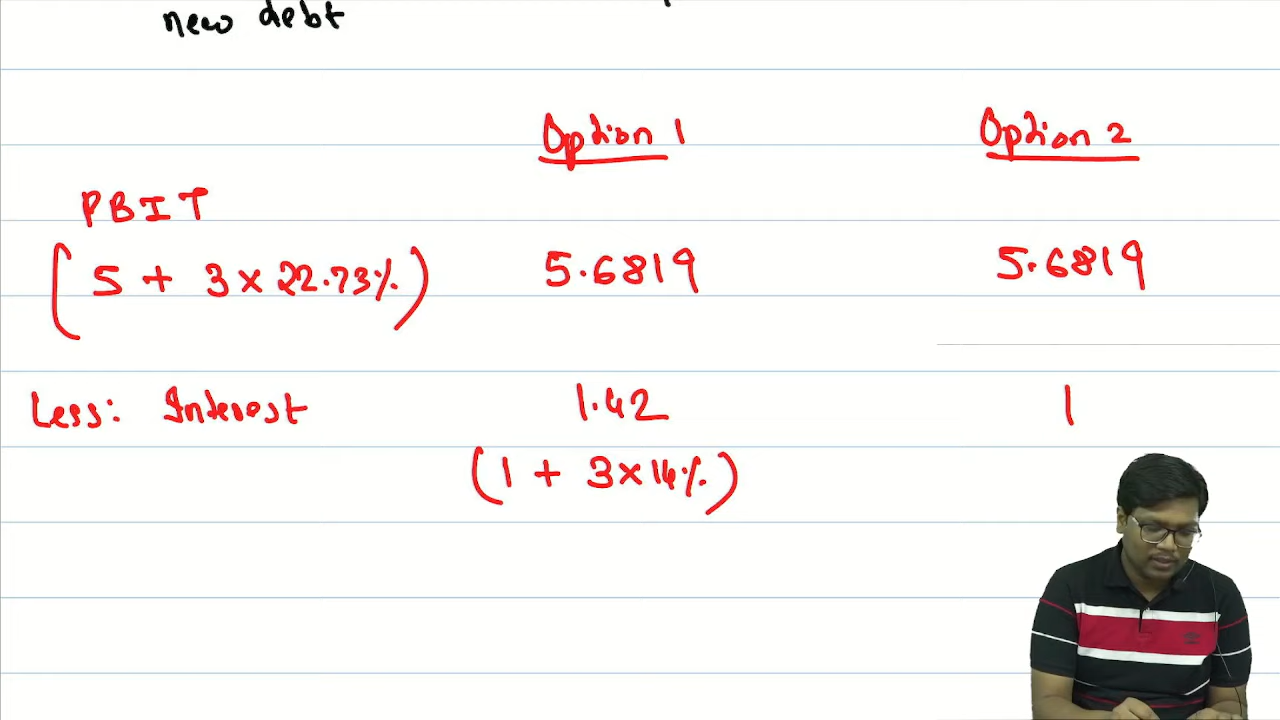 new debt
Option 1 Option 2
PBIT
(5 + 3 × 22.73%) 5.6819 5.6819
Less: Interest 1.42 1
(1 + 3 × 14%)